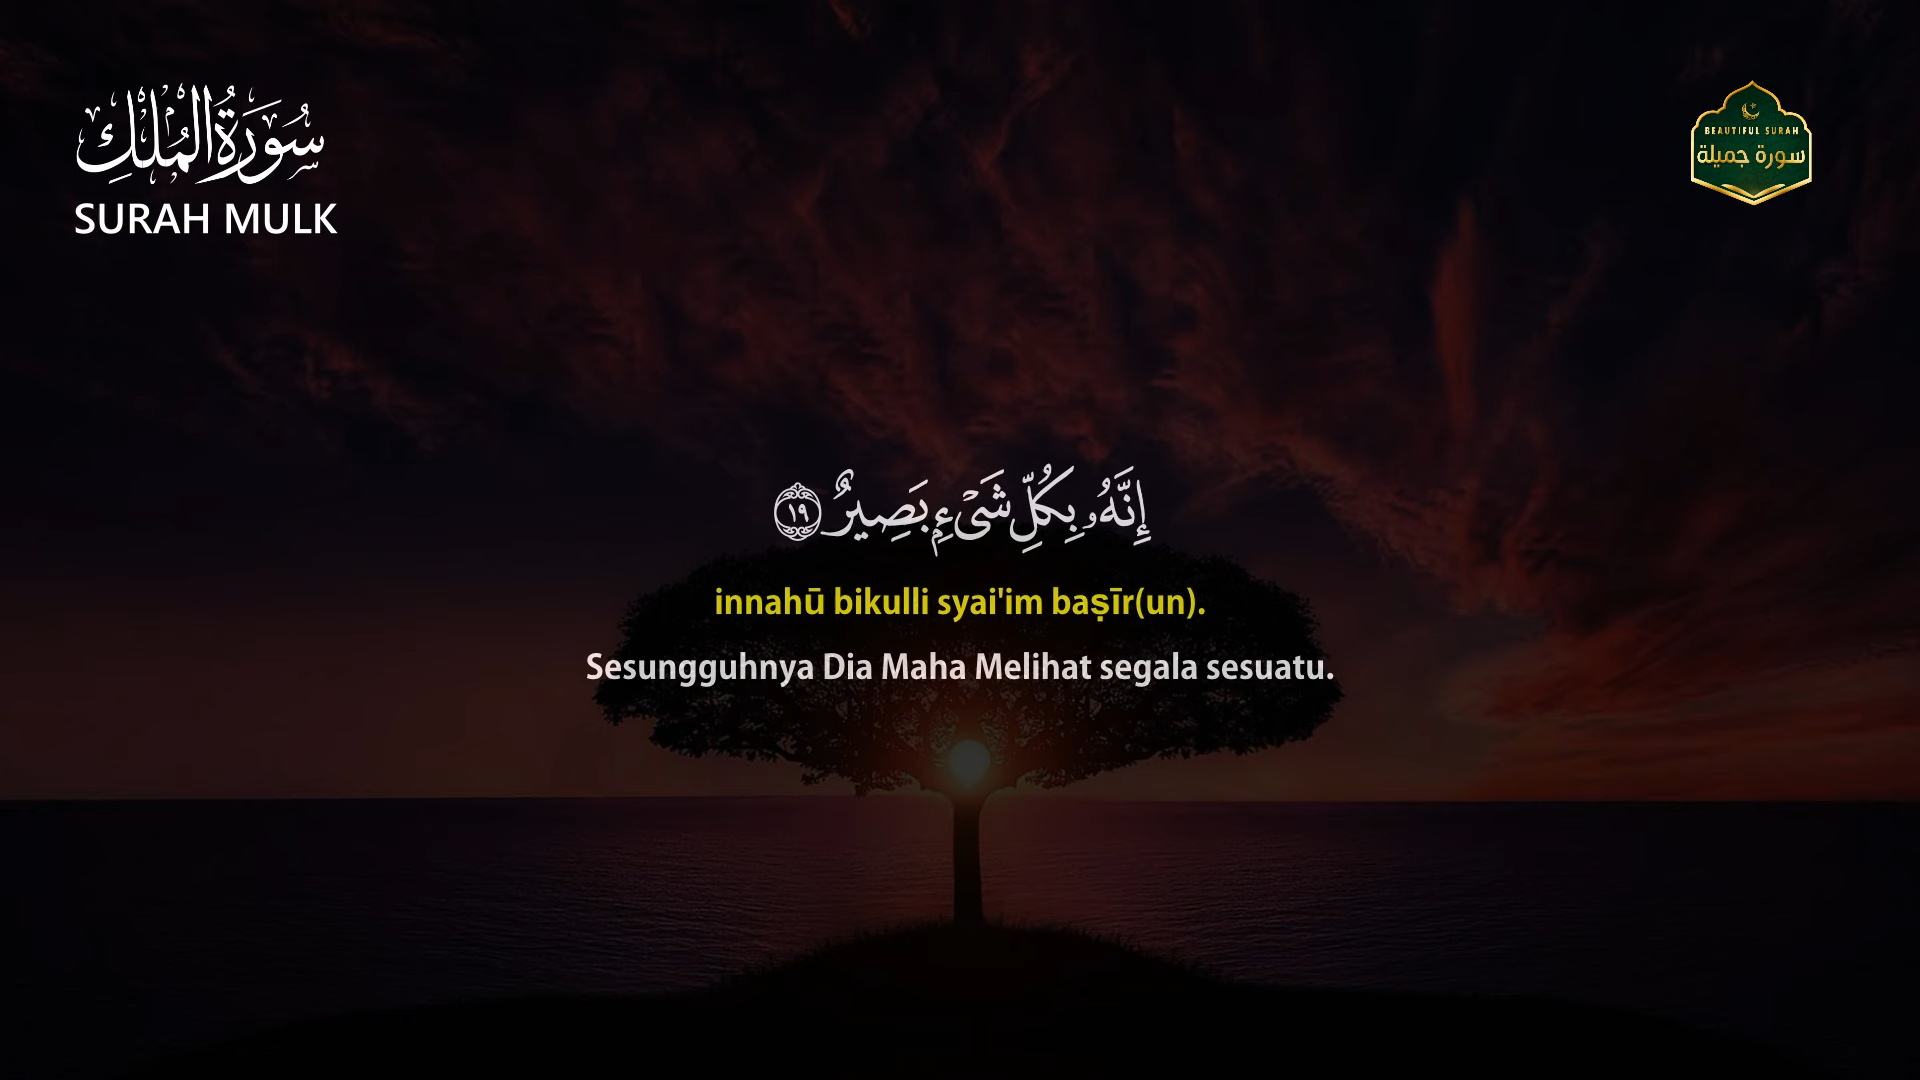 سُورَةُ المُلْكِ
SURAH MULK
BEAUTIFUL SURAH
سورة جميلة
إِنَّهُۥ بِكُلِّ شَىْءٍۭ بَصِيرٌ ١٩
innahū bikulli syai'im baṣīr(un).
Sesungguhnya Dia Maha Melihat segala sesuatu.